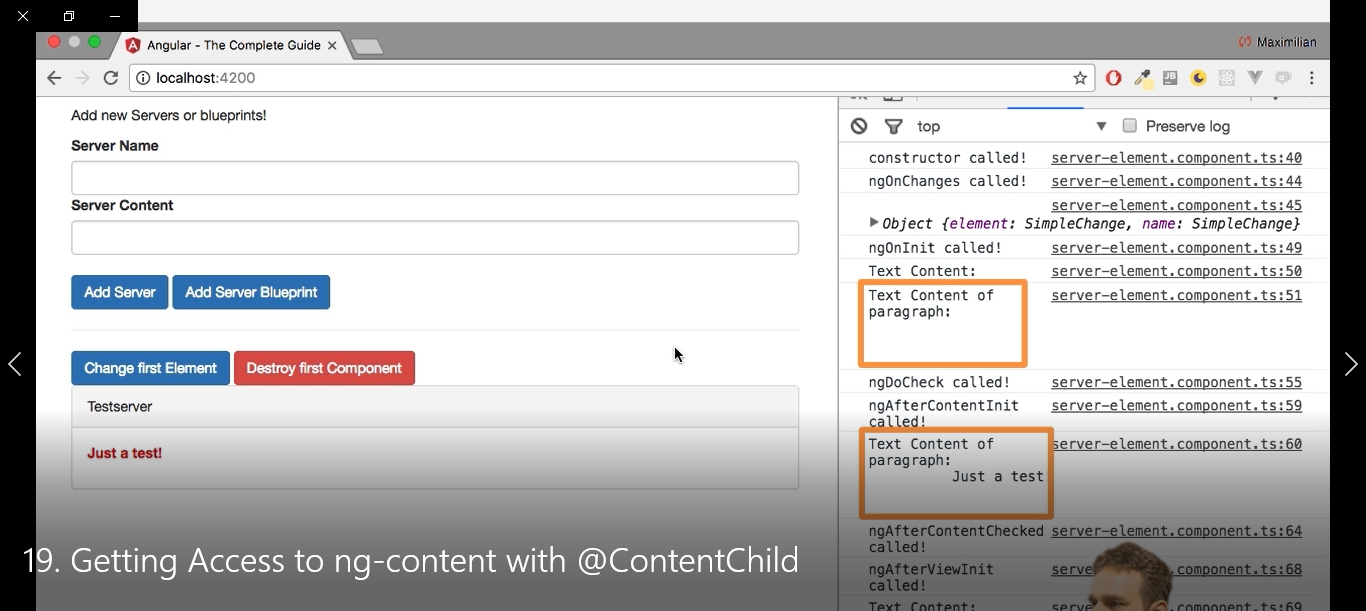 Angular - The Complete Guide
Maximilian
localhost:4200
Add new Servers or blueprints!
Server Name
Server Content
Add Server
Add Server Blueprint
Change first Element
Destroy first Component
Testserver
Just a test!
top
Preserve log
constructor called! server-element.component.ts:40
ngOnChanges called! server-element.component.ts:44
server-element.component.ts:45
Object {element: SimpleChange, name: SimpleChange}
ngOnInit called! server-element.component.ts:49
Text Content: server-element.component.ts:50
Text Content of server-element.component.ts:51
paragraph:
ngDoCheck called! server-element.component.ts:55
ngAfterContentInit server-element.component.ts:59
called!
Text Content of server-element.component.ts:60
paragraph:
Just a test
ngAfterContentChecked server-element.component.ts:64
called!
ngAfterViewInit serve component.ts:68
called!
Text Content: serve component.ts:69
19. Getting Access to ng-content with @ContentChild